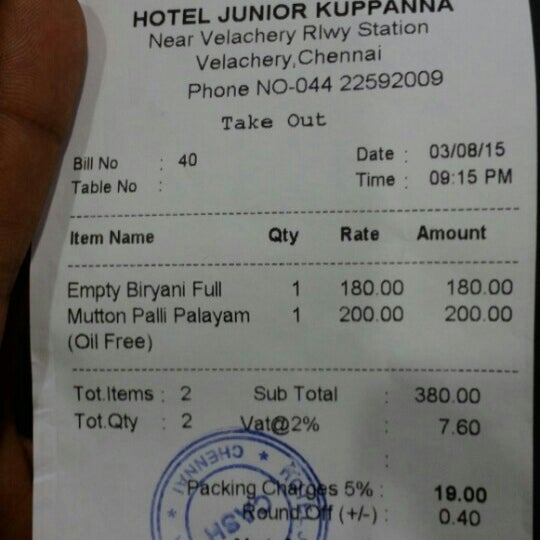 HOTEL JUNIOR KUPPANNA
Near Velachery Rlwy Station
Velachery,Chennai
Phone NO-044 22592009
Take Out
Bill No : 40 Date : 03/08/15
Table No : Time : 09:15 PM
Item Name Qty Rate Amount
Empty Biryani Full 1 180.00 180.00
Mutton Palli Palayam 1 200.00 200.00
(Oil Free)
Tot.Items : 2 Sub Total : 380.00
Tot.Qty : 2 Vat@2% : 7.60
:
Packing Charges 5% : 19.00
Round Off (+/-) : 0.40
CHENNAI
CASH